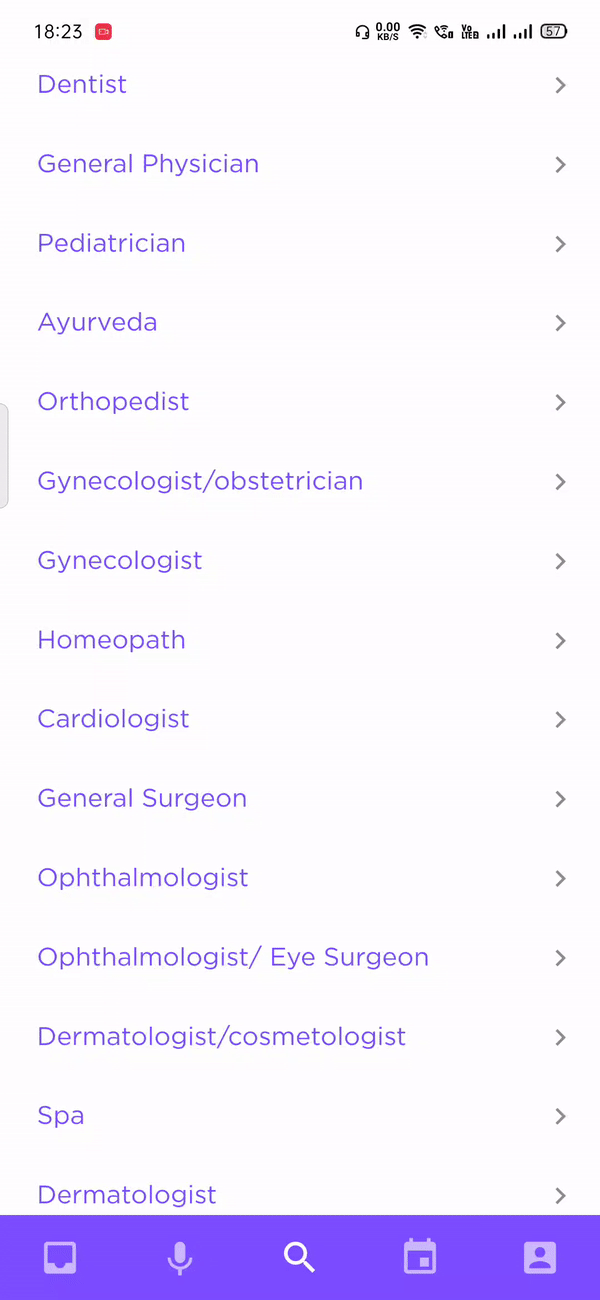 18:23
0.00
KB/S
Vo
LTE2
57
Dentist
General Physician
Pediatrician
Ayurveda
Orthopedist
Gynecologist/obstetrician
Gynecologist
Homeopath
Cardiologist
General Surgeon
Ophthalmologist
Ophthalmologist/ Eye Surgeon
Dermatologist/cosmetologist
Spa
Dermatologist